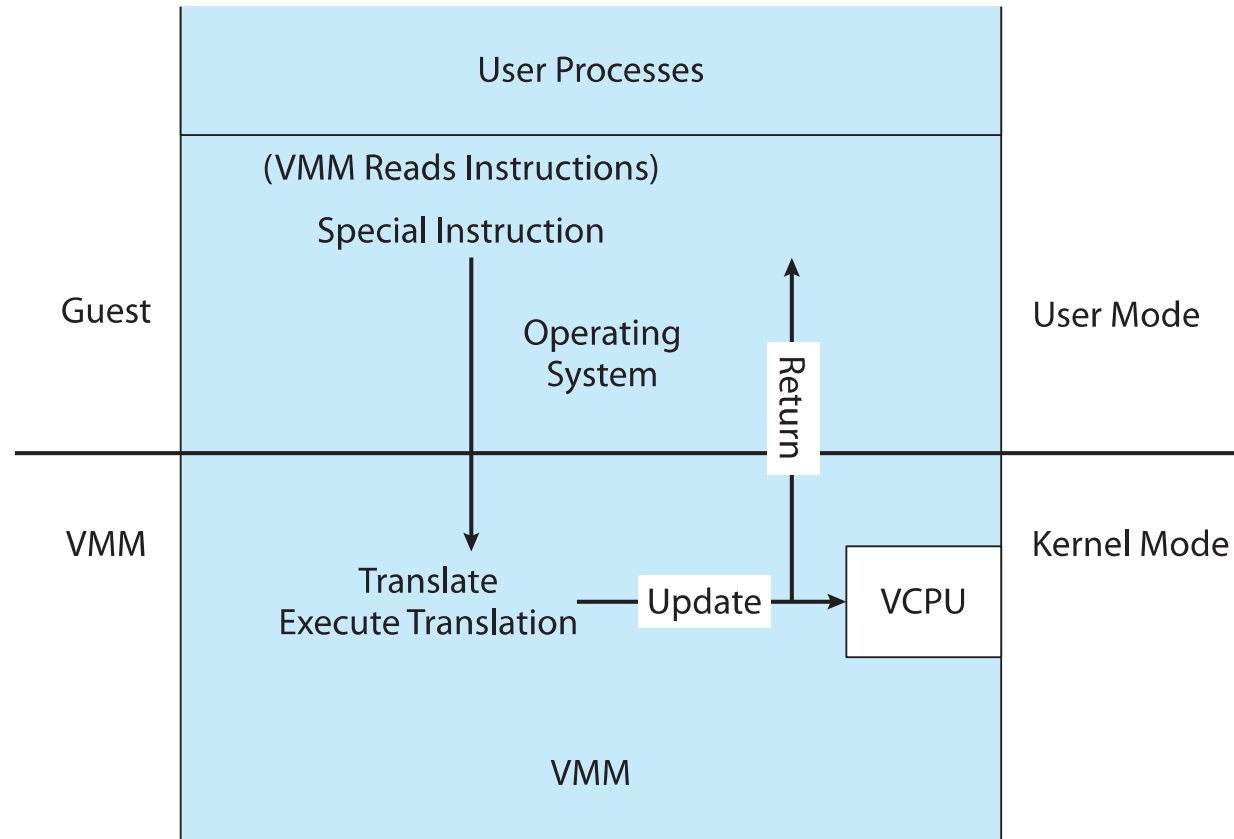 User Processes
(VMM Reads Instructions)
Special Instruction
Guest
User Mode
Operating
System
Return
VMM
Kernel Mode
Translate
Execute Translation
Update
VCPU
VMM